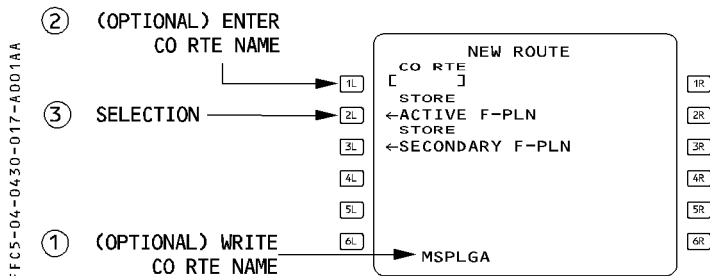 ② (OPTIONAL) ENTER
CO RTE NAME
③ SELECTION
① (OPTIONAL) WRITE
CO RTE NAME
FFC5-04-0430-017-A001AA
NEW ROUTE
CO RTE
1L [ ] 1R
STORE
2L ←ACTIVE F-PLN 2R
STORE
3L ←SECONDARY F-PLN 3R
4L 4R
5L 5R
6L MSPLGA 6R